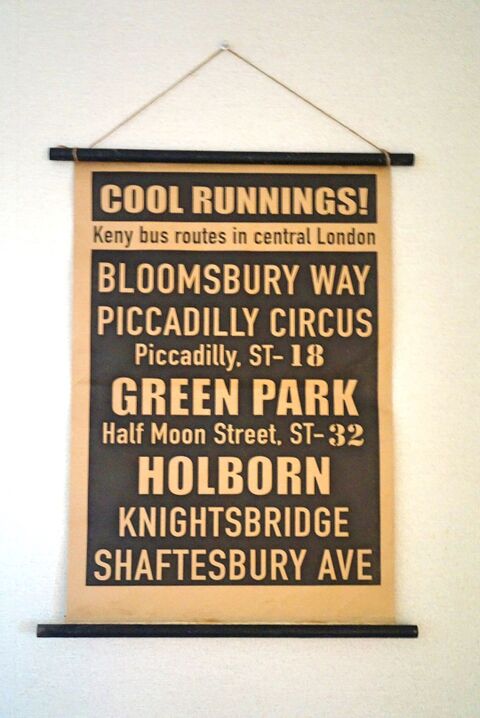 COOL RUNNINGS!
Keny bus routes in central London
BLOOMSBURY WAY
PICCADILLY CIRCUS
Piccadilly, ST-18
GREEN PARK
Half Moon Street, ST-32
HOLBORN
KNIGHTSBRIDGE
SHAFTESBURY AVE